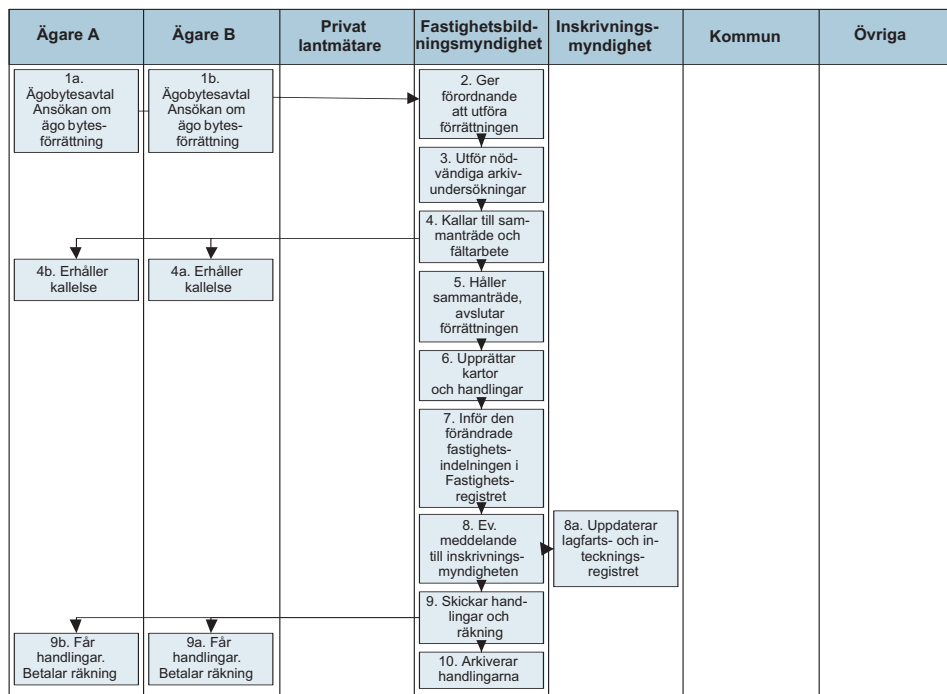 Ägare A
Ägare B
Privat
lantmätare
Fastighetsbild-
ningsmyndighet
Inskrivnings-
myndighet
Kommun
Övriga
1a.
Ägobytesavtal
Ansökan om
ägo bytes-
förrättning
1b.
Ägobytesavtal
Ansökan om
ägo bytes-
förrättning
2. Ger
förordnande
att utföra
förrättningen
3. Utför nöd-
vändiga arkiv-
undersökningar
4. Kallar till sam-
manträde och
fältarbete
4b. Erhåller
kallelse
4a. Erhåller
kallelse
5. Håller
sammanträde,
avslutar
förrättningen
6. Upprättar
kartor
och handlingar
7. Inför den
förändrade
fastighets-
indelningen i
Fastighets-
registret
8. Ev.
meddelande
till inskrivnings-
myndigheten
8a. Uppdaterar
lagfarts- och in-
tecknings-
registret
9. Skickar hand-
lingar och
räkning
9b. Får
handlingar.
Betalar räkning
9a. Får
handlingar.
Betalar räkning
10. Arkiverar
handlingarna